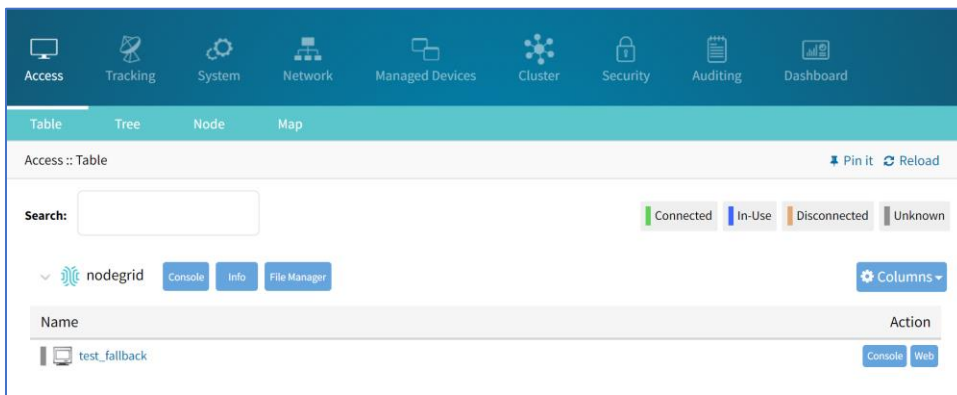 Access Tracking System Network Managed Devices Cluster Security Auditing Dashboard
Table Tree Node Map
Access :: Table Pin it Reload
Search: Connected In-Use Disconnected Unknown
nodegrid Console Info File Manager Columns
Name Action
test_fallback Console Web